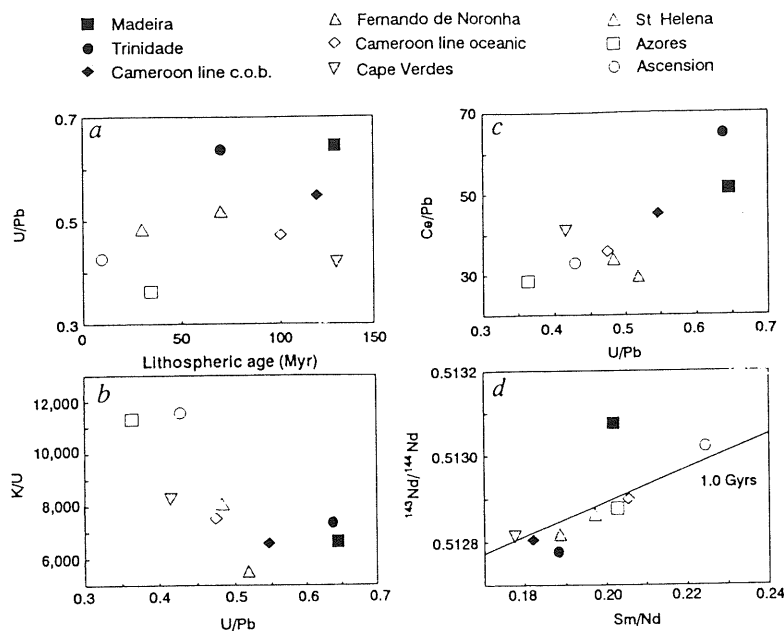 Madeira
Trinidade
Cameroon line c.o.b.
Fernando de Noronha
Cameroon line oceanic
Cape Verdes
St Helena
Azores
Ascension
a
0.7
0.5
0.3
U/Pb
0
50
100
150
Lithospheric age (Myr)
c
70
50
30
Ce/Pb
0.3
0.4
0.5
0.6
0.7
U/Pb
b
12,000
10,000
8,000
6,000
K/U
0.3
0.4
0.5
0.6
0.7
U/Pb
d
0.5132
0.5130
0.5128
143Nd/144Nd
1.0 Gyrs
0.18
0.20
0.22
0.24
Sm/Nd